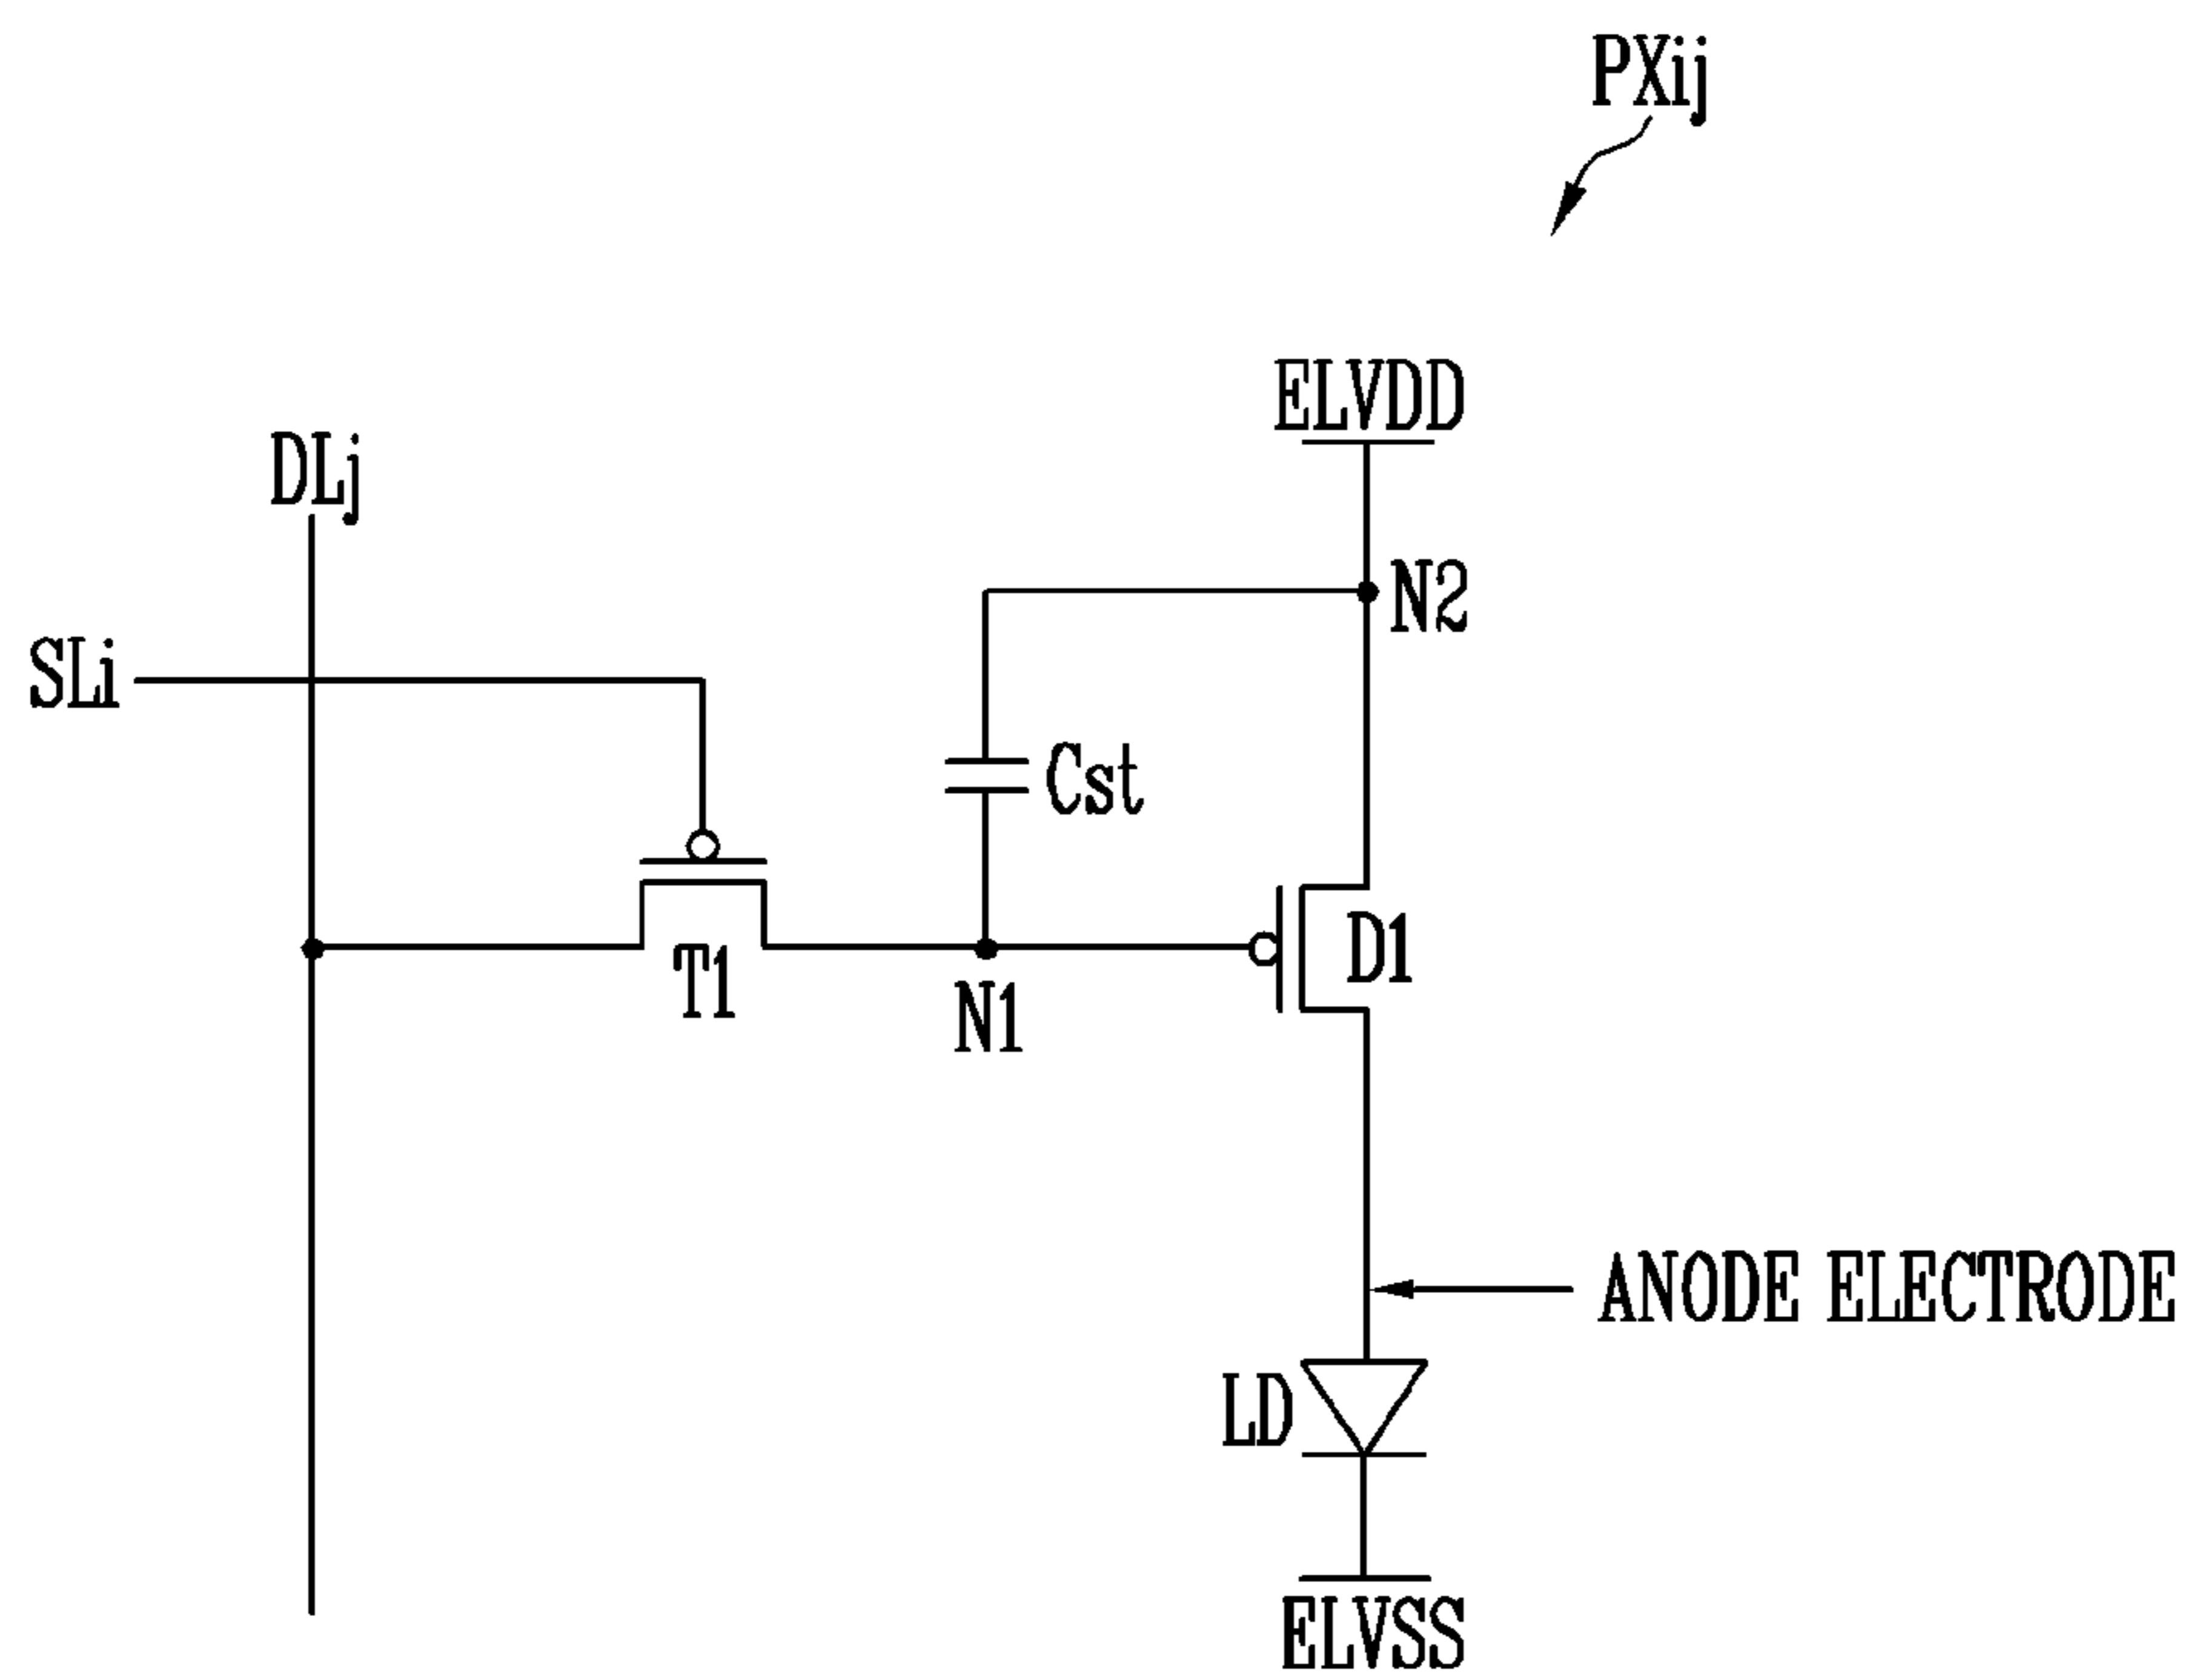 PXij
ELVDD
DLj
N2
SLi
Cst
D1
T1
N1
ANODE ELECTRODE
LD
ELVSS